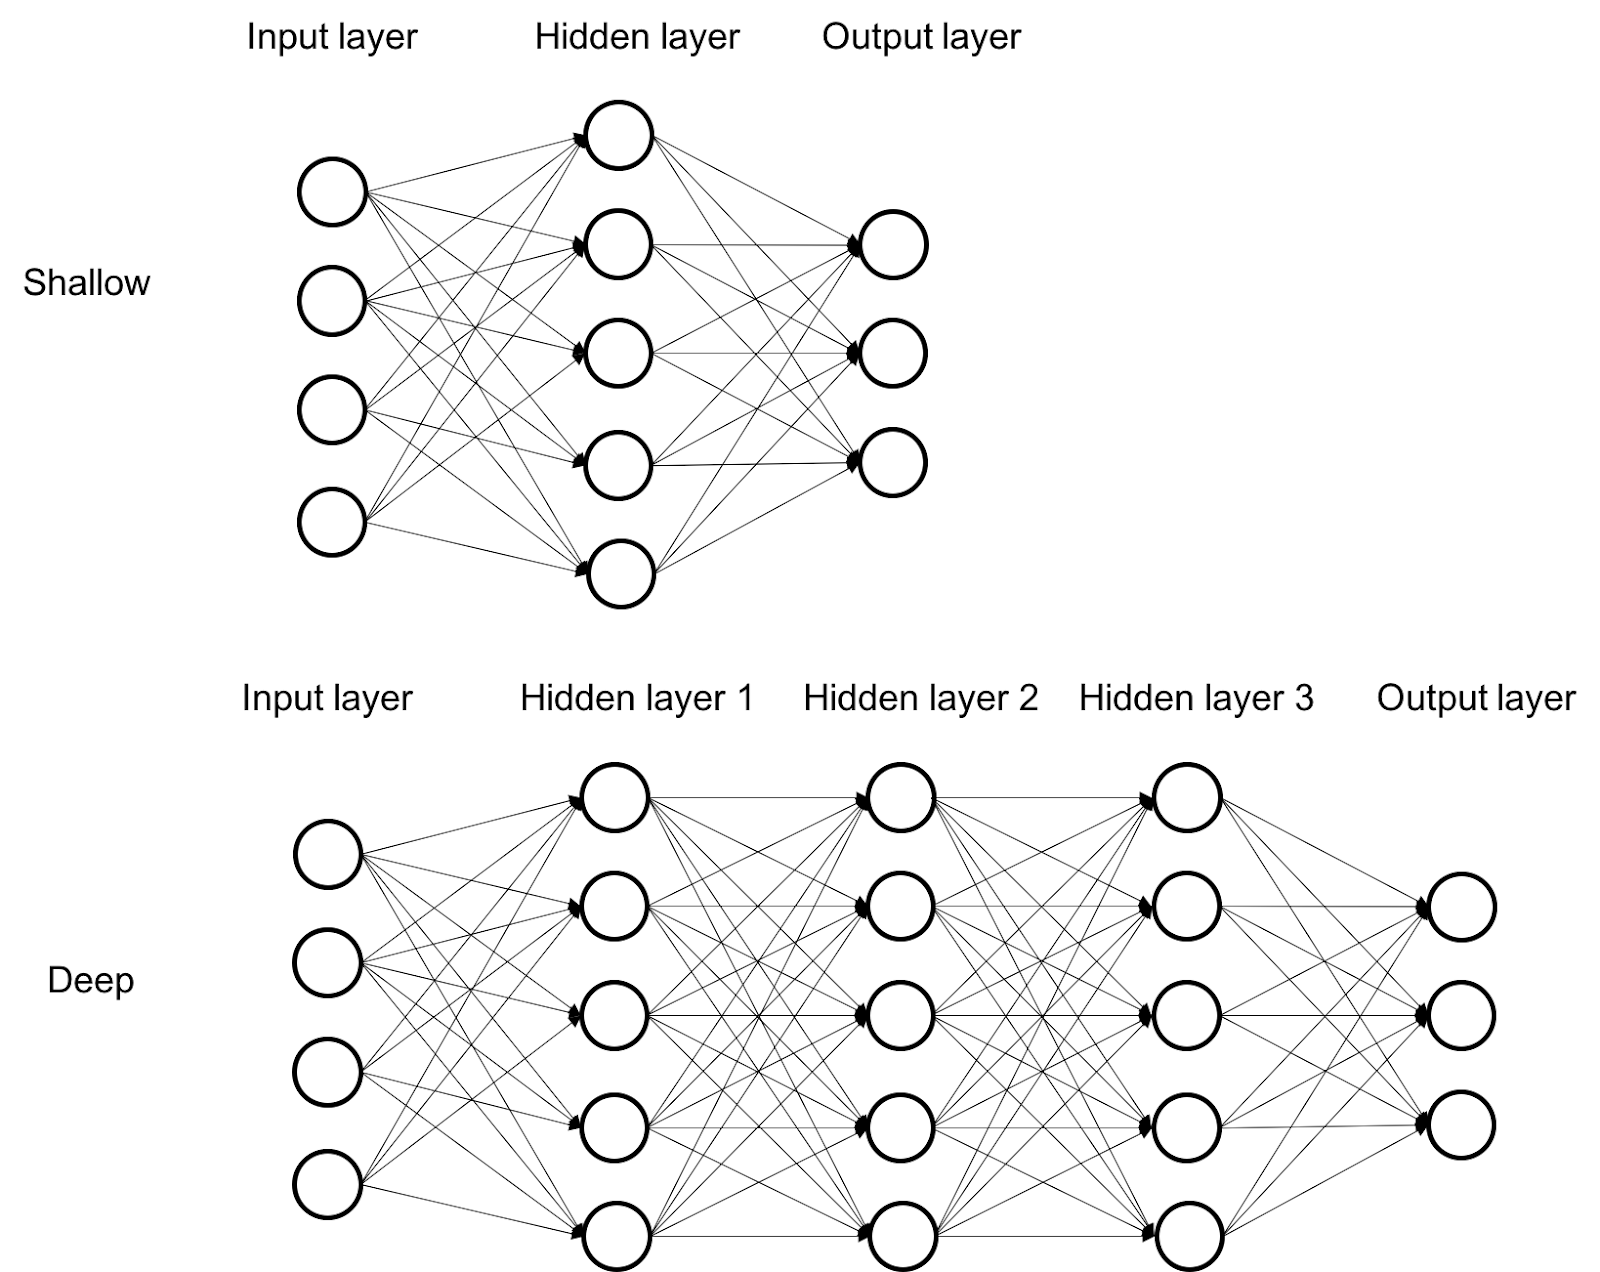 Input layer Hidden layer Output layer
Shallow
Input layer Hidden layer 1 Hidden layer 2 Hidden layer 3 Output layer
Deep